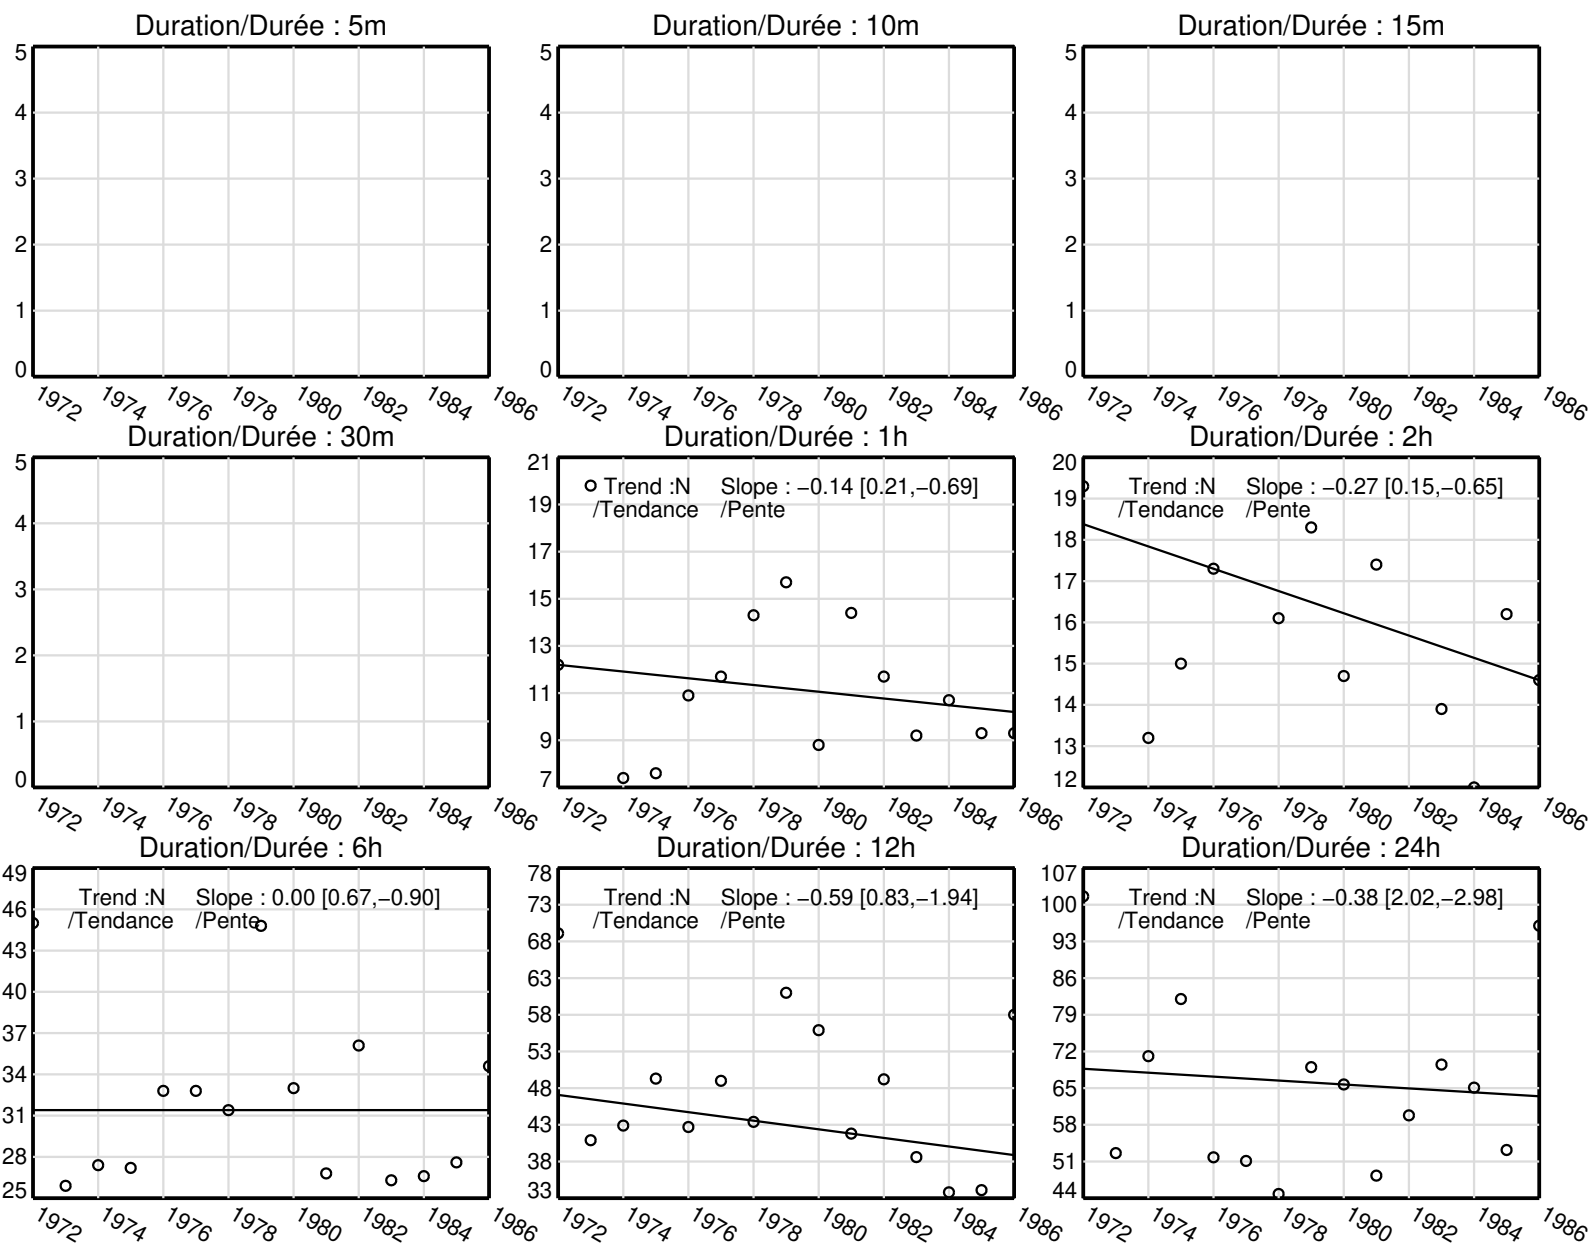 Duration/Durée : 5m
5
4
3
2
1
0
1972 1974 1976 1978 1980 1982 1984 1986
Duration/Durée : 10m
5
4
3
2
1
0
1972 1974 1976 1978 1980 1982 1984 1986
Duration/Durée : 15m
5
4
3
2
1
0
1972 1974 1976 1978 1980 1982 1984 1986
Duration/Durée : 30m
5
4
3
2
1
0
1972 1974 1976 1978 1980 1982 1984 1986
Duration/Durée : 1h
Trend :N Slope : −0.14 [0.21,−0.69]
/Tendance /Pente
21
19
17
15
13
11
9
7
1972 1974 1976 1978 1980 1982 1984 1986
Duration/Durée : 2h
Trend :N Slope : −0.27 [0.15,−0.65]
/Tendance /Pente
20
19
18
17
16
15
14
13
12
1972 1974 1976 1978 1980 1982 1984 1986
Duration/Durée : 6h
Trend :N Slope : 0.00 [0.67,−0.90]
/Tendance /Pente
49
46
43
40
37
34
31
28
25
1972 1974 1976 1978 1980 1982 1984 1986
Duration/Durée : 12h
Trend :N Slope : −0.59 [0.83,−1.94]
/Tendance /Pente
78
73
68
63
58
53
48
43
38
33
1972 1974 1976 1978 1980 1982 1984 1986
Duration/Durée : 24h
Trend :N Slope : −0.38 [2.02,−2.98]
/Tendance /Pente
107
100
93
86
79
72
65
58
51
44
1972 1974 1976 1978 1980 1982 1984 1986